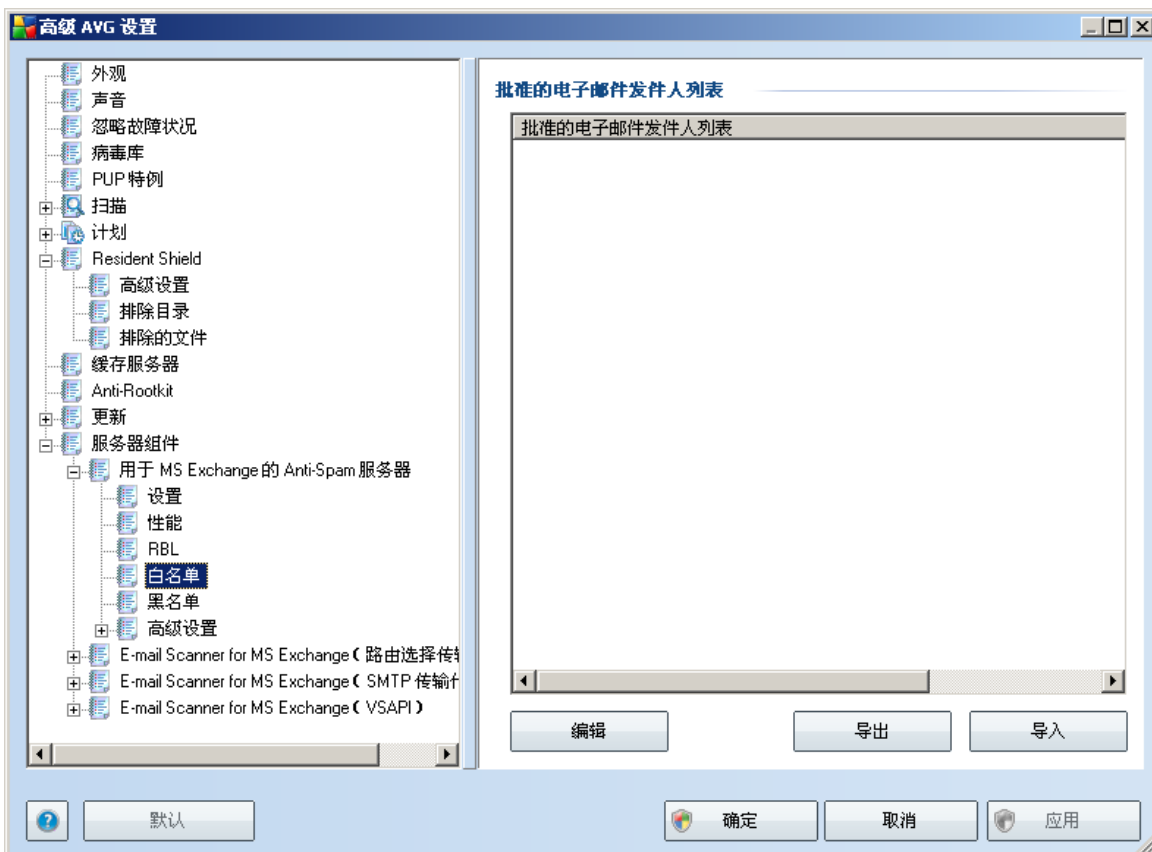 高级 AVG 设置
外观
声音
忽略故障状况
病毒库
PUP 特例
扫描
计划
Resident Shield
高级设置
排除目录
排除的文件
缓存服务器
Anti-Rootkit
更新
服务器组件
用于 MS Exchange 的 Anti-Spam 服务器
设置
性能
RBL
白名单
黑名单
高级设置
E-mail Scanner for MS Exchange（路由选择传
E-mail Scanner for MS Exchange（ SMTP 传输
E-mail Scanner for MS Exchange（ VSAPI ）
批准的电子邮件发件人列表
批准的电子邮件发件人列表
编辑
导出
导入
默认
确定
取消
应用